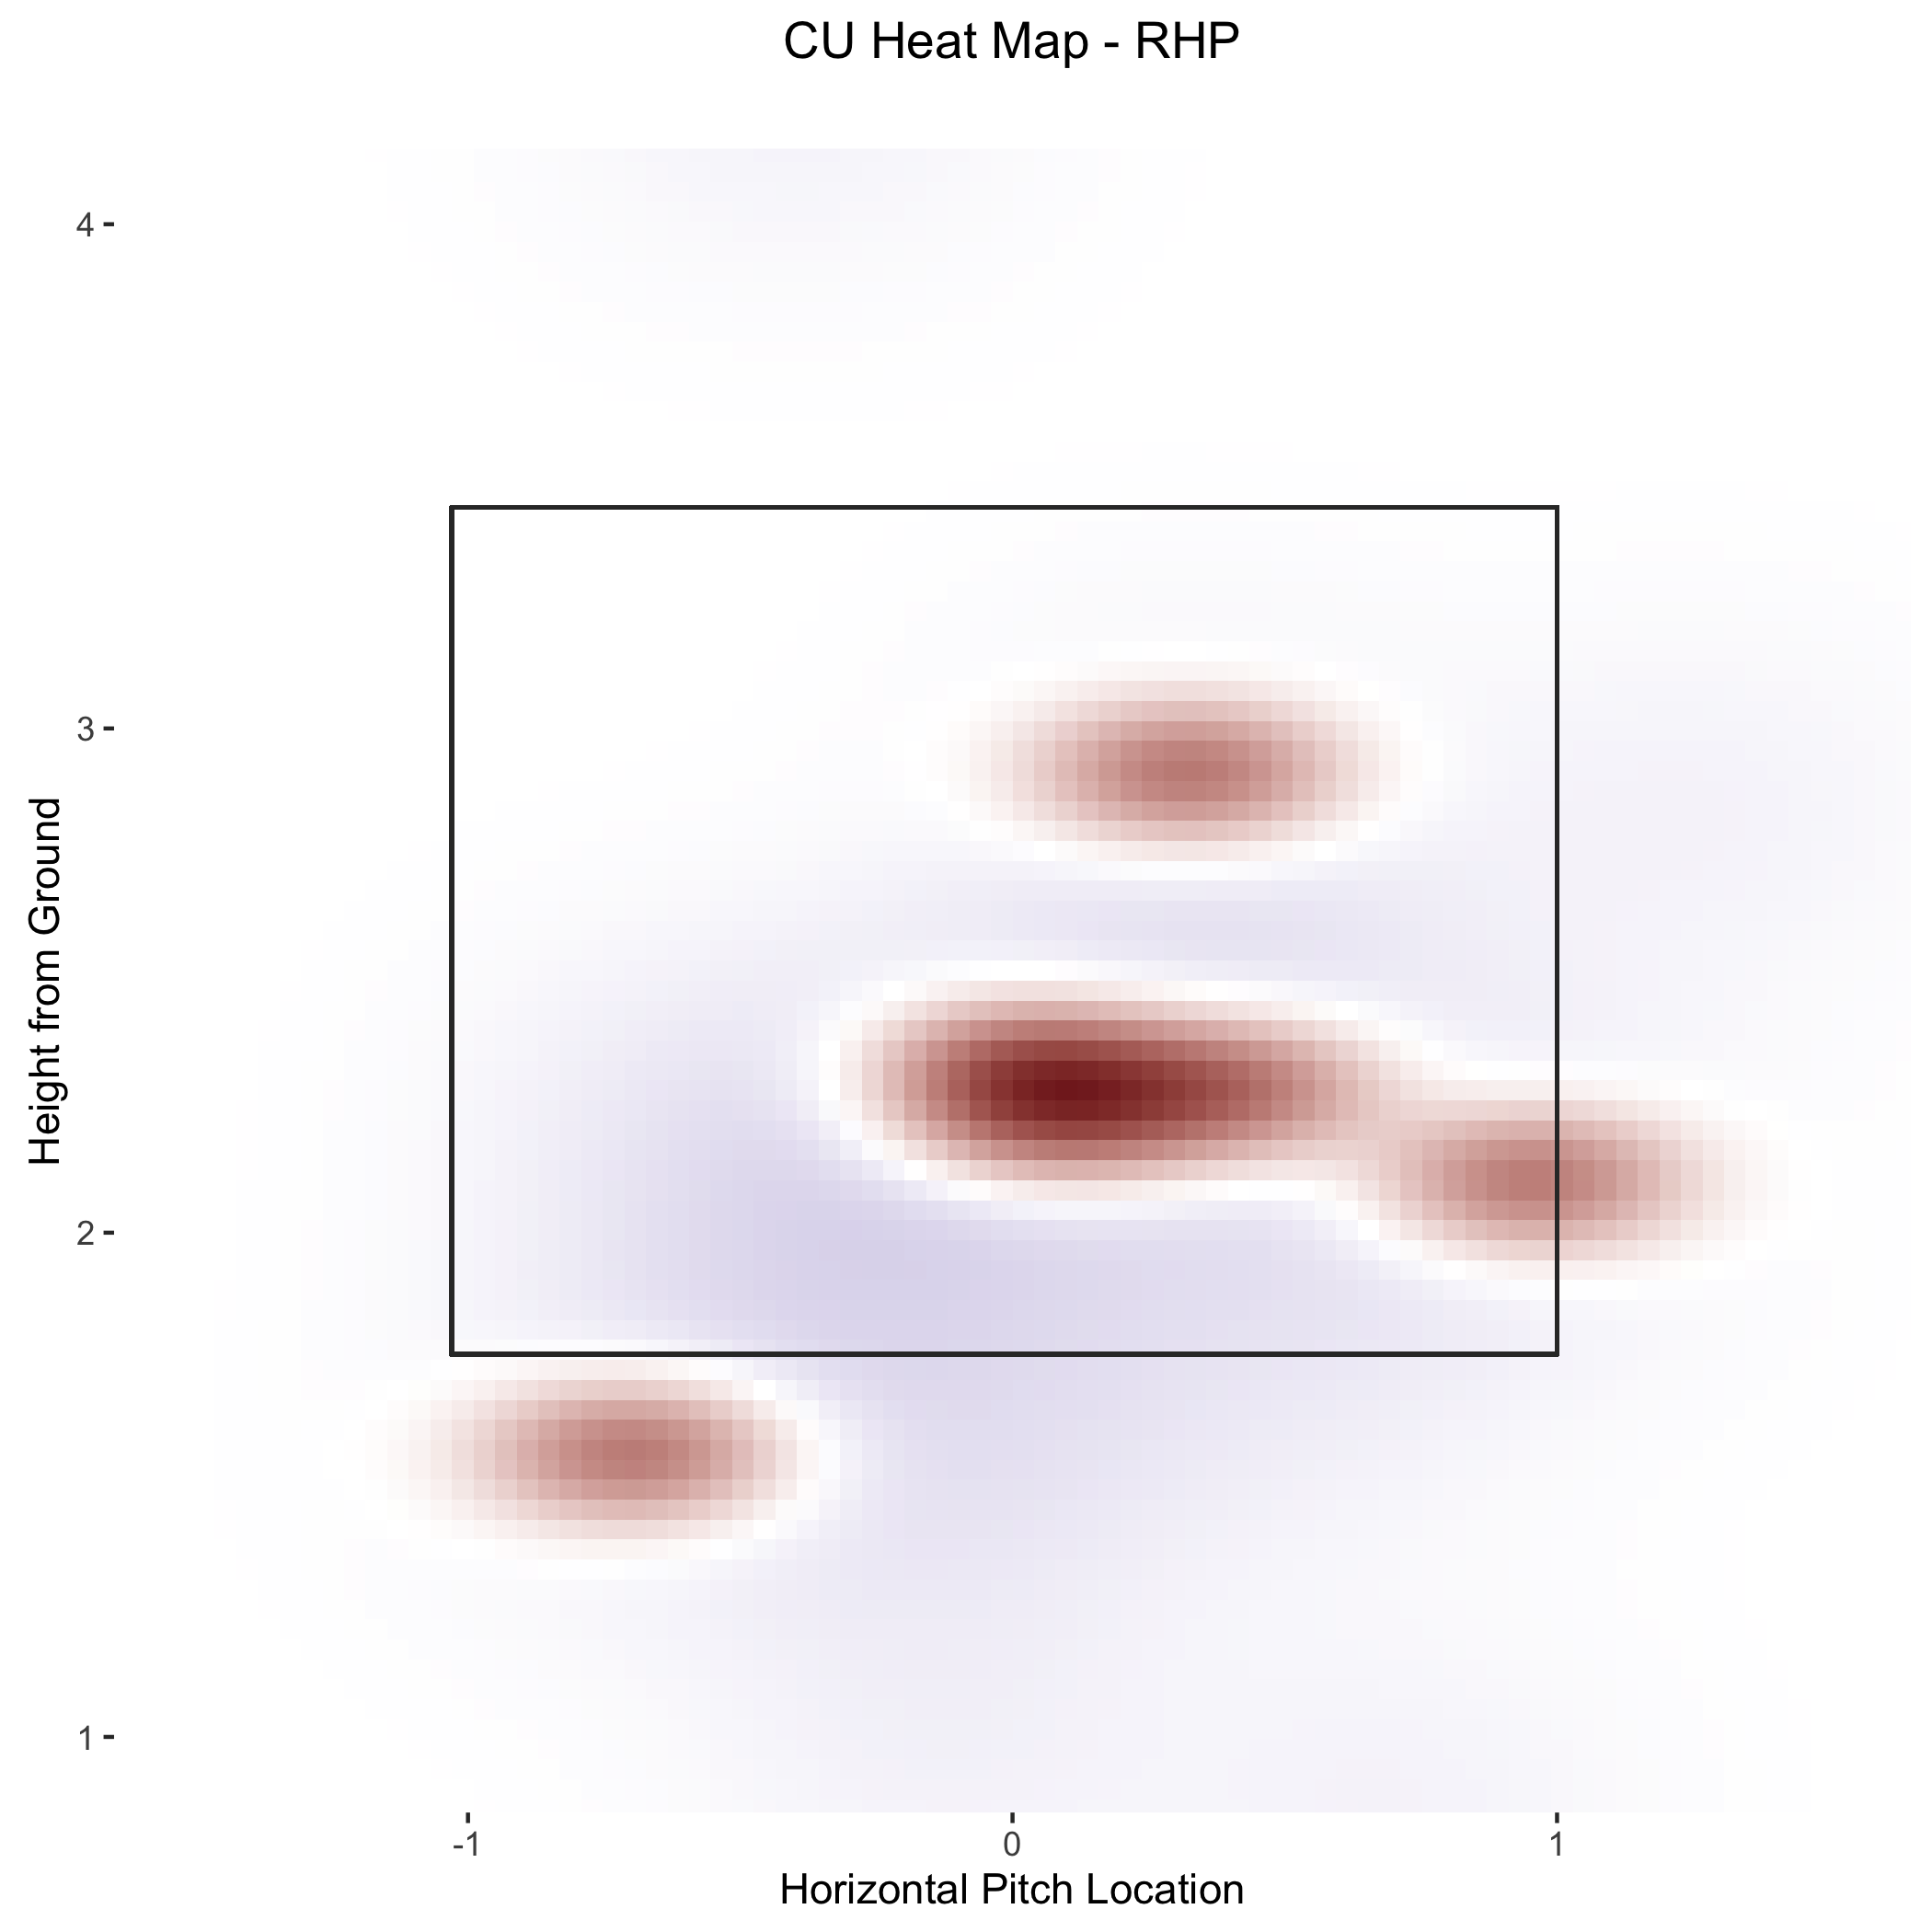 CU Heat Map - RHP
4
3
2
1
Height from Ground
-1 0 1
Horizontal Pitch Location